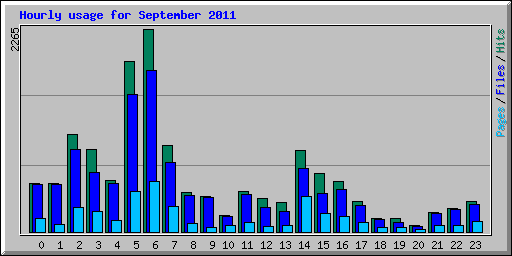 Hourly usage for September 2011
2265
Pages/Files/Hits
0 1 2 3 4 5 6 7 8 9 10 11 12 13 14 15 16 17 18 19 20 21 22 23